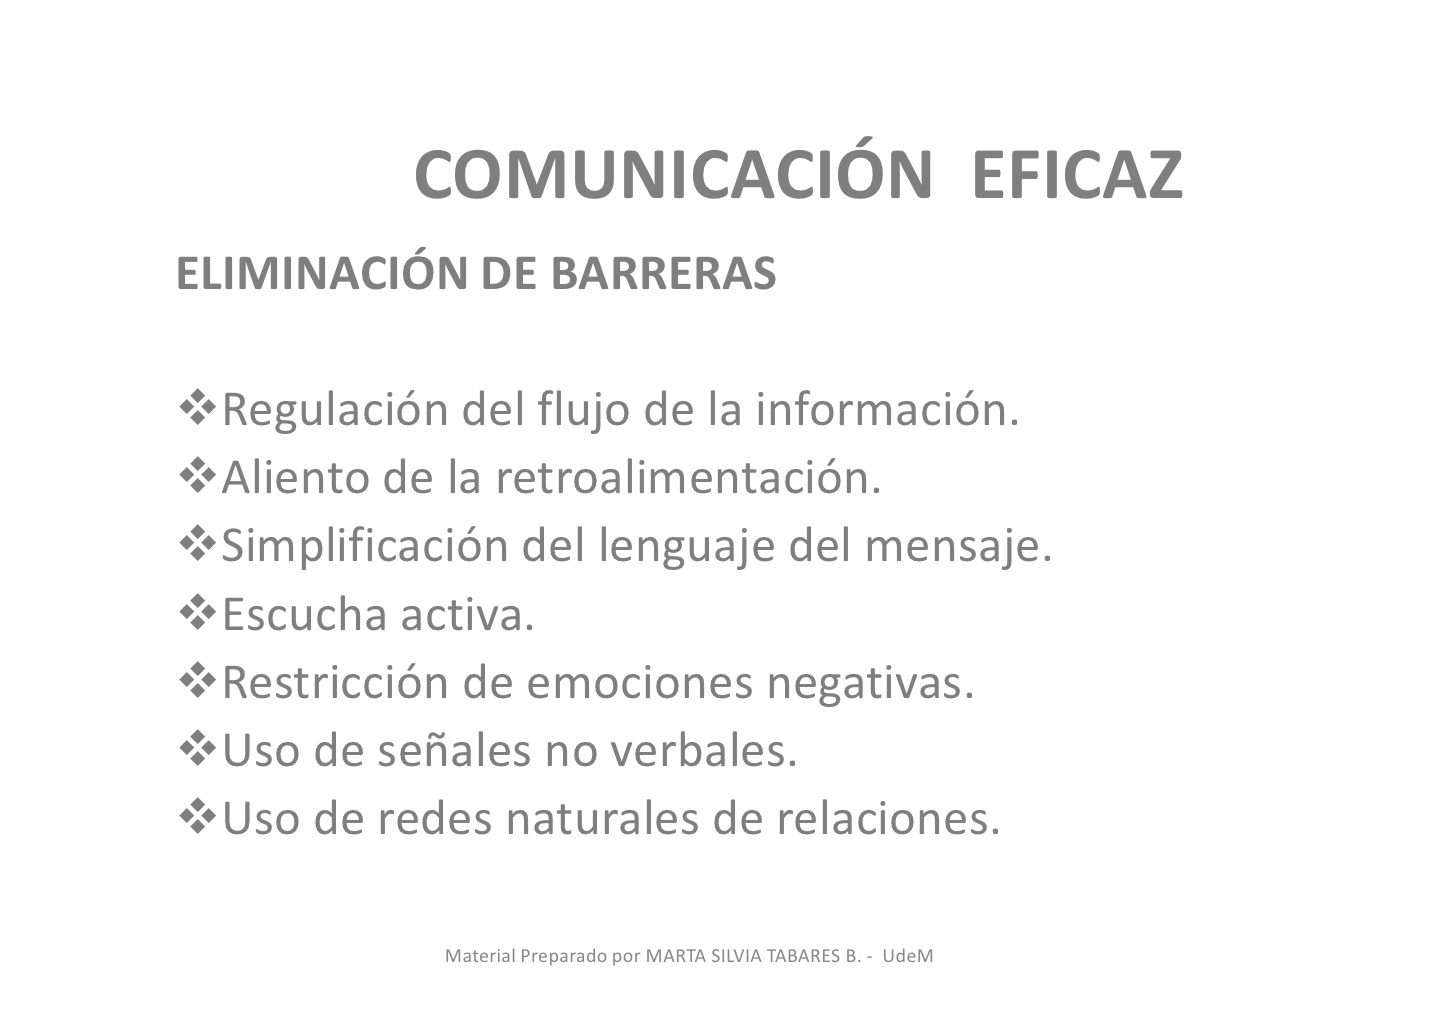 COMUNICACIÓN  EFICAZ
ELIMINACIÓN DE BARRERAS
❖Regulación del flujo de la información.
❖Aliento de la retroalimentación.
❖Simplificación del lenguaje del mensaje.
❖Escucha activa.
❖Restricción de emociones negativas.
❖Uso de señales no verbales.
❖Uso de redes naturales de relaciones.
Material Preparado por MARTA SILVIA TABARES B. -  UdeM